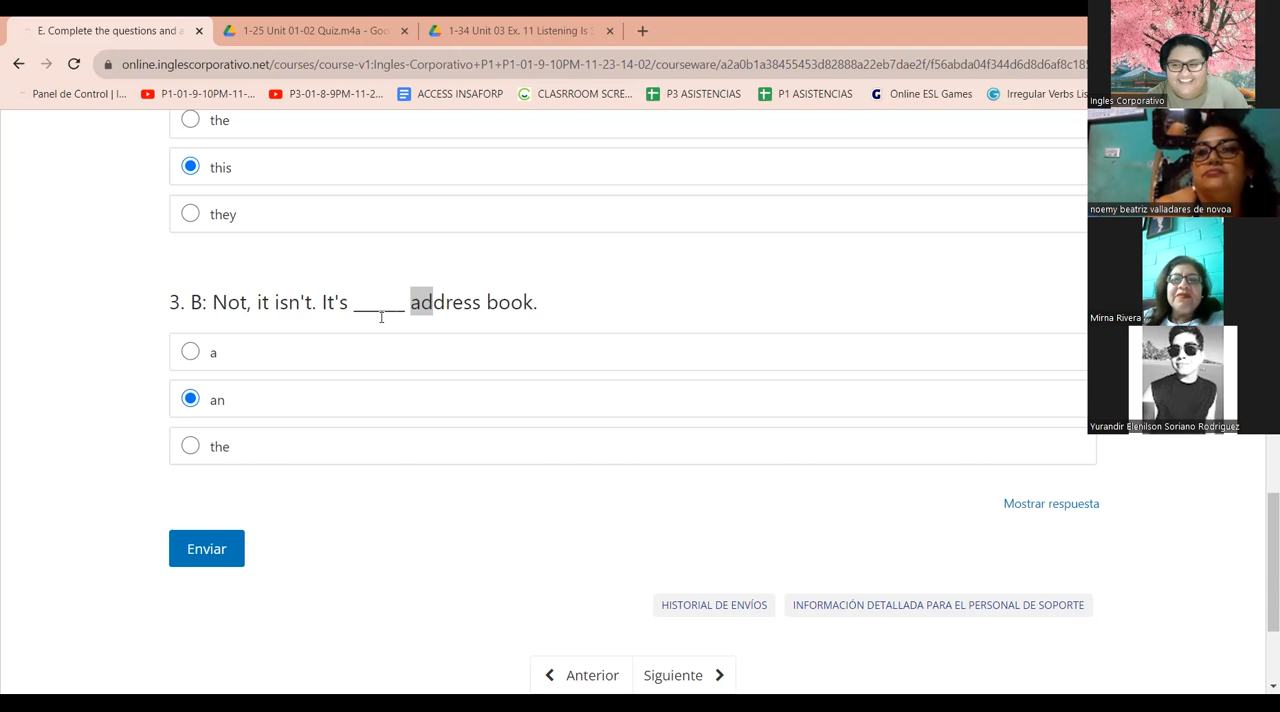 E. Complete the questions and a
1-25 Unit 01-02 Quiz.m4a - Goo
1-34 Unit 03 Ex. 11 Listening Is
online.inglescorporativo.net/courses/course-v1:Ingles-Corporativo+P1+P1-01-9-10PM-11-23-14-02/courseware/a2a0b1a38455453d82888a22eb7dae2f/f56abda04f344d6d8d6af8c185
Panel de Control | I...
P1-01-9-10PM-11-...
P3-01-8-9PM-11-2...
ACCESS INSAFORP
CLASRROOM SCRE...
P3 ASISTENCIAS
P1 ASISTENCIAS
Online ESL Games
Irregular Verbs Lis
the
this
they
3. B: Not, it isn't. It's _____ address book.
a
an
the
Mostrar respuesta
Enviar
HISTORIAL DE ENVÍOS
INFORMACIÓN DETALLADA PARA EL PERSONAL DE SOPORTE
Anterior
Siguiente
Ingles Corporativo
noemy beatriz valladares de novoa
Mirna Rivera
Yurandir Elenilson Soriano Rodriguez